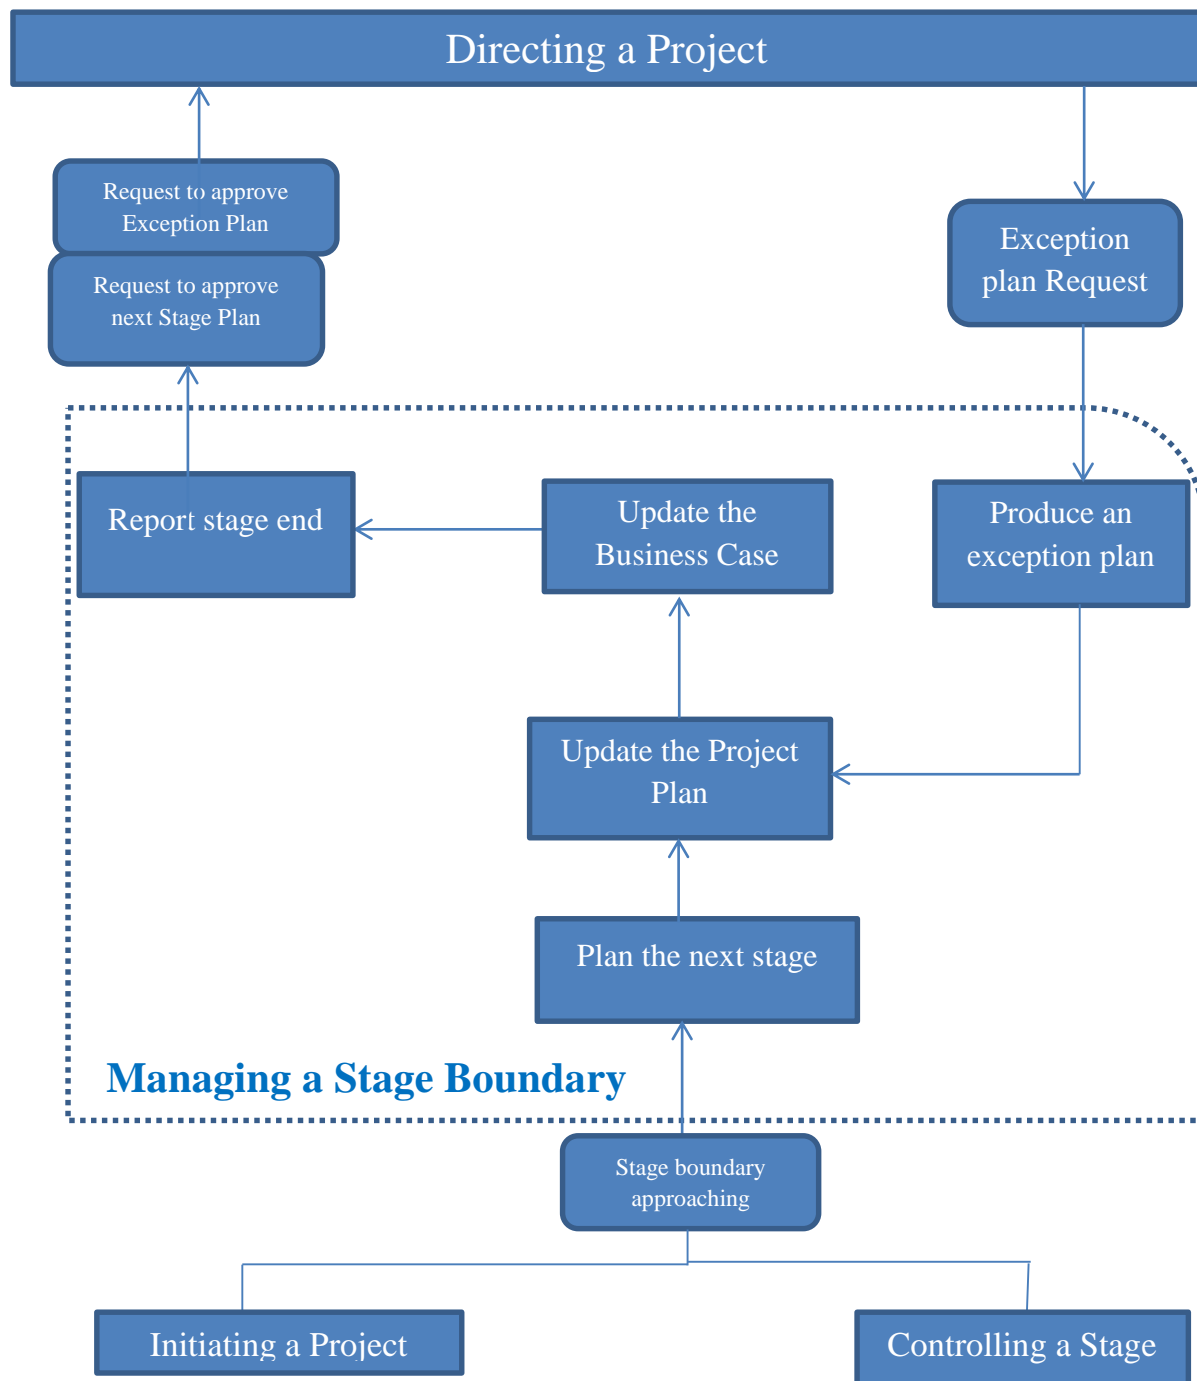 Directing a Project
Request to approve
Exception Plan
Request to approve
next Stage Plan
Exception
plan Request
Report stage end
Update the
Business Case
Produce an
exception plan
Update the Project
Plan
Plan the next stage
Managing a Stage Boundary
Stage boundary
approaching
Initiating a Project
Controlling a Stage